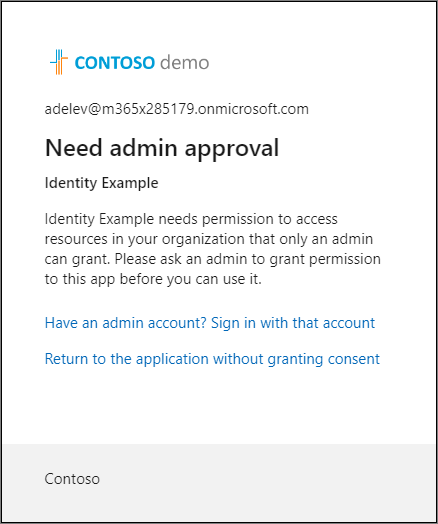 CONTOSO demo
adelev@m365x285179.onmicrosoft.com
Need admin approval
Identity Example
Identity Example needs permission to access
resources in your organization that only an admin
can grant. Please ask an admin to grant permission
to this app before you can use it.
Have an admin account? Sign in with that account
Return to the application without granting consent
Contoso